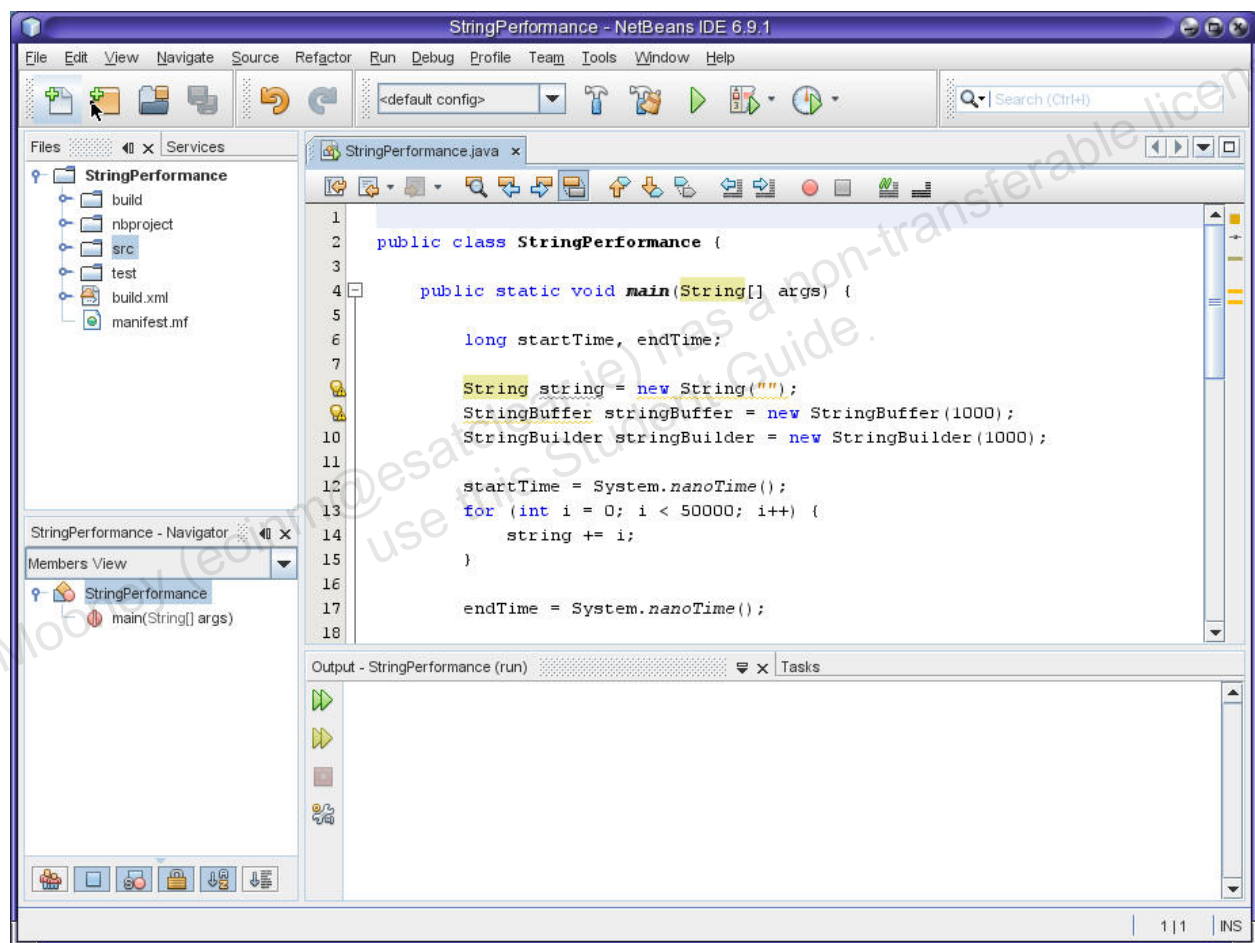 StringPerformance - NetBeans IDE 6.9.1
File Edit View Navigate Source Refactor Run Debug Profile Team Tools Window Help
<default config>
Search (Ctrl+I)
Files Services
StringPerformance
build
nbproject
src
test
build.xml
manifest.mf
StringPerformance.java
1
2 public class StringPerformance {
3
4 public static void main(String[] args) {
5
6 long startTime, endTime;
7
String string = new String("");
StringBuffer stringBuffer = new StringBuffer(1000);
10 StringBuilder stringBuilder = new StringBuilder(1000);
11
12 startTime = System.nanoTime();
13 for (int i = 0; i < 50000; i++) {
14 string += i;
15 }
16
17 endTime = System.nanoTime();
18
StringPerformance - Navigator
Members View
StringPerformance
main(String[] args)
Output - StringPerformance (run) Tasks
1|1 INS
Mooney (eoinm@esatclear.ie) has a non-transferable licen
use this Student Guide.